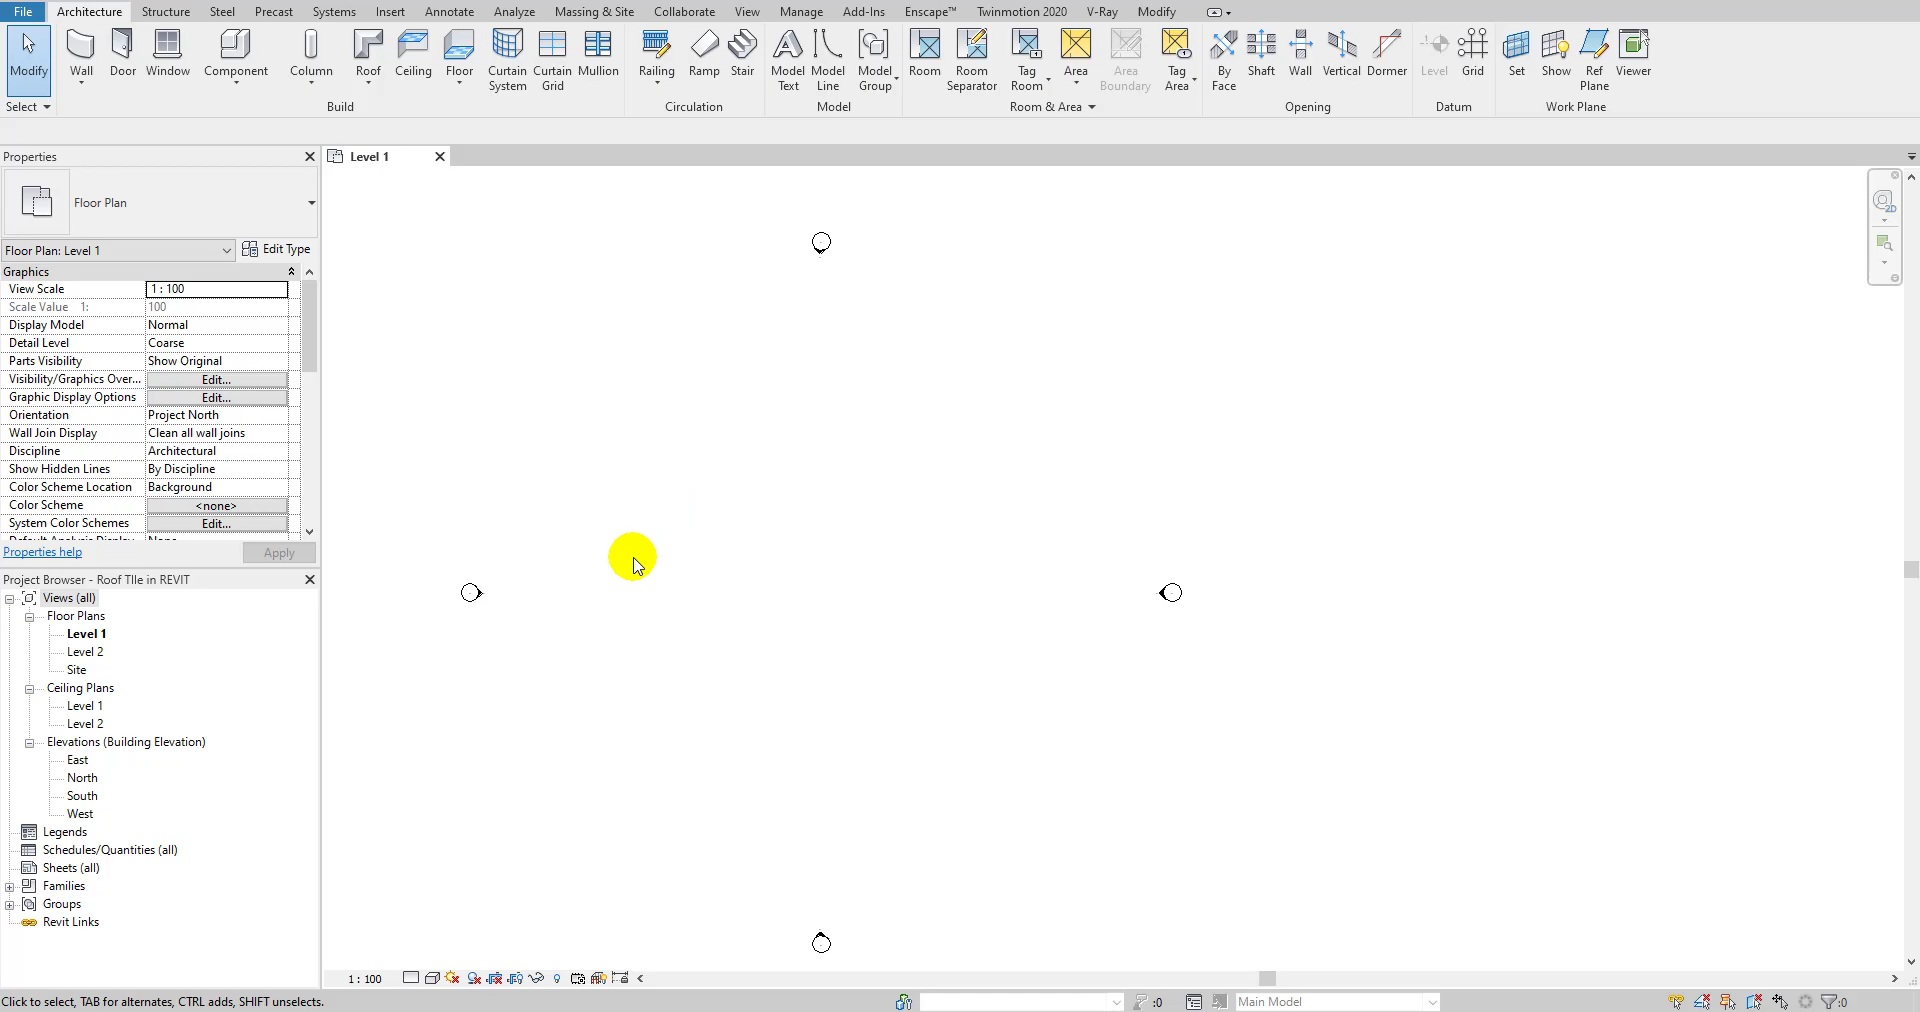 File Architecture Structure Steel Precast Systems Insert Annotate Analyze Massing & Site Collaborate View Manage Add-Ins Enscape™ Twinmotion 2020 V-Ray Modify
Modify Wall Door Window Component Column Roof Ceiling Floor Curtain System Curtain Grid Mullion Railing Ramp Stair Model Text Model Line Model Group Room Room Separator Tag Room Area Area Boundary Tag Area By Face Shaft Wall Vertical Dormer Level Grid Set Show Ref Plane Viewer
Select Build Circulation Model Room & Area Opening Datum Work Plane
Properties
Level 1
Floor Plan
Floor Plan: Level 1
Edit Type
Graphics
View Scale 1 : 100
Scale Value 1: 100
Display Model Normal
Detail Level Coarse
Parts Visibility Show Original
Visibility/Graphics Over... Edit...
Graphic Display Options Edit...
Orientation Project North
Wall Join Display Clean all wall joins
Discipline Architectural
Show Hidden Lines By Discipline
Color Scheme Location Background
Color Scheme <none>
System Color Schemes Edit...
Default Analysis Display None
Properties help Apply
Project Browser - Roof TIle in REVIT
Views (all)
Floor Plans
Level 1
Level 2
Site
Ceiling Plans
Level 1
Level 2
Elevations (Building Elevation)
East
North
South
West
Legends
Schedules/Quantities (all)
Sheets (all)
Families
Groups
Revit Links
2D
1 : 100
Click to select, TAB for alternates, CTRL adds, SHIFT unselects.
:0
Main Model
:0